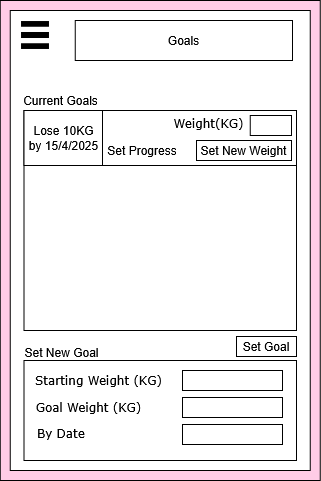 Goals
Current Goals
Lose 10KG
by 15/4/2025
Weight(KG)
Set Progress
Set New Weight
Set New Goal
Set Goal
Starting Weight (KG)
Goal Weight (KG)
By Date